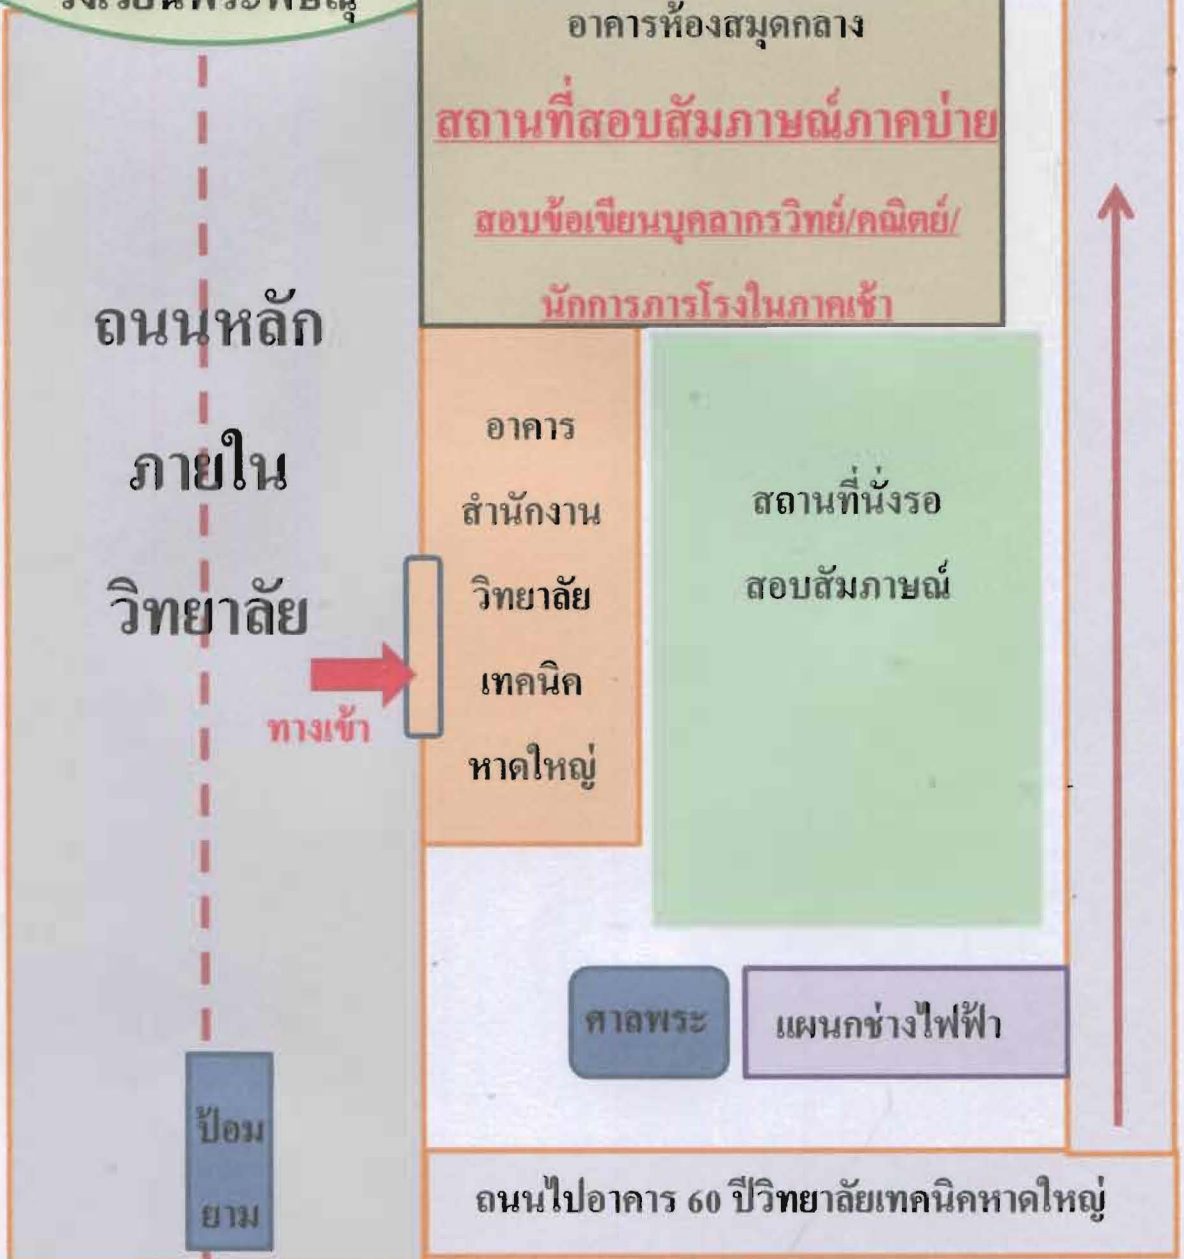 อาคารห้องสมุดกลาง
สถานที่สอบสัมภาษณ์ภาคบ่าย
สอบข้อเขียนบุคลากรวิทย์/คณิตย์/
นักการภารโรงในภาคเช้า
ถนนหลัก
ภายใน
วิทยาลัย
ทางเข้า
อาคาร
สำนักงาน
วิทยาลัย
เทคนิค
หาดใหญ่
สถานที่นั่งรอ
สอบสัมภาษณ์
ศาลพระ
แผนกช่างไฟฟ้า
ป้อม
ยาม
ถนนไปอาคาร 60 ปีวิทยาลัยเทคนิคหาดใหญ่